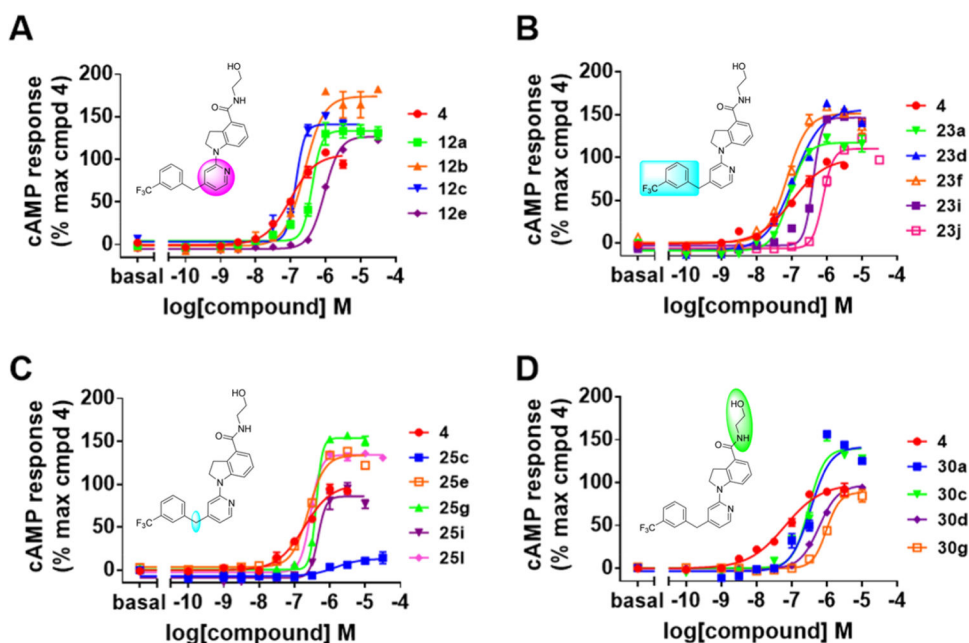 A
cAMP response
(% max cmpd 4)
200
150
100
50
0
basal
-10
-9
-8
-7
-6
-5
-4
log[compound] M
HO
NH
O
N
N
F3C
4
12a
12b
12c
12e
B
cAMP response
(% max cmpd 4)
200
150
100
50
0
basal
-10
-9
-8
-7
-6
-5
-4
log[compound] M
HO
NH
O
N
N
F3C
4
23a
23d
23f
23i
23j
C
cAMP response
(% max cmpd 4)
200
150
100
50
0
basal
-10
-9
-8
-7
-6
-5
-4
log[compound] M
HO
NH
O
N
N
F3C
4
25c
25e
25g
25i
25l
D
cAMP response
(% max cmpd 4)
200
150
100
50
0
basal
-10
-9
-8
-7
-6
-5
-4
log[compound] M
HO
NH
O
N
N
F3C
4
30a
30c
30d
30g